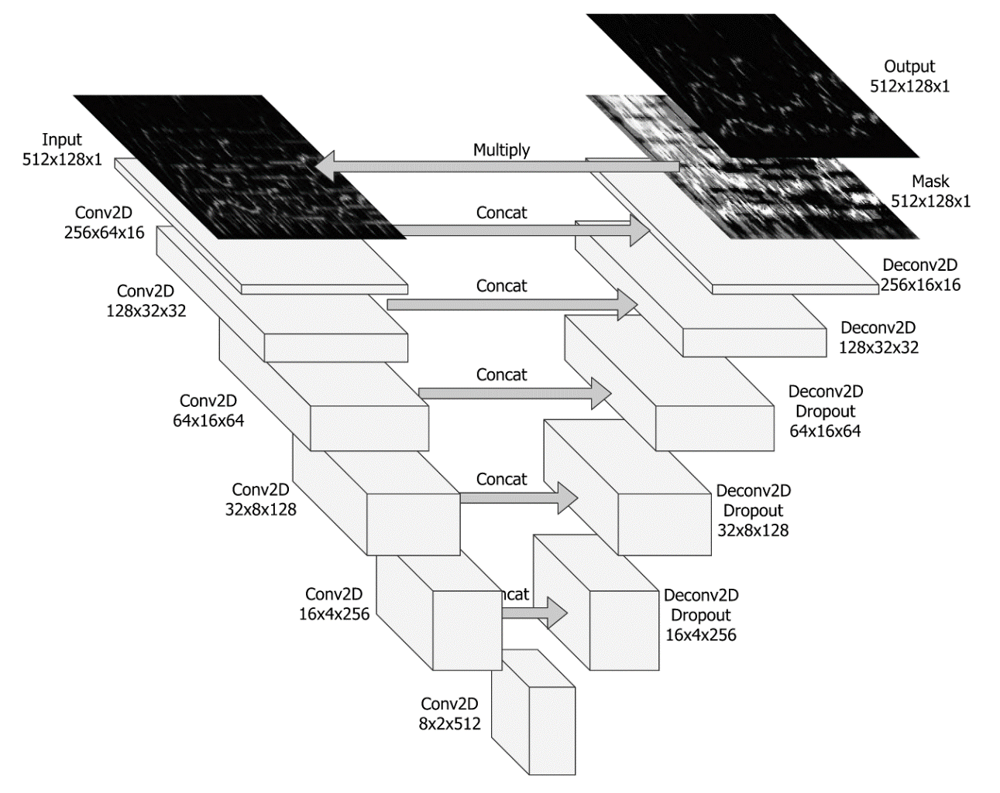 Output
512x128x1
Multiply
Input
512x128x1
Mask
512x128x1
Concat
Conv2D
256x64x16
Deconv2D
256x16x16
Concat
Conv2D
128x32x32
Deconv2D
128x32x32
Concat
Conv2D
64x16x64
Deconv2D
Dropout
64x16x64
Concat
Conv2D
32x8x128
Deconv2D
Dropout
32x8x128
ncat
Conv2D
16x4x256
Deconv2D
Dropout
16x4x256
Conv2D
8x2x512